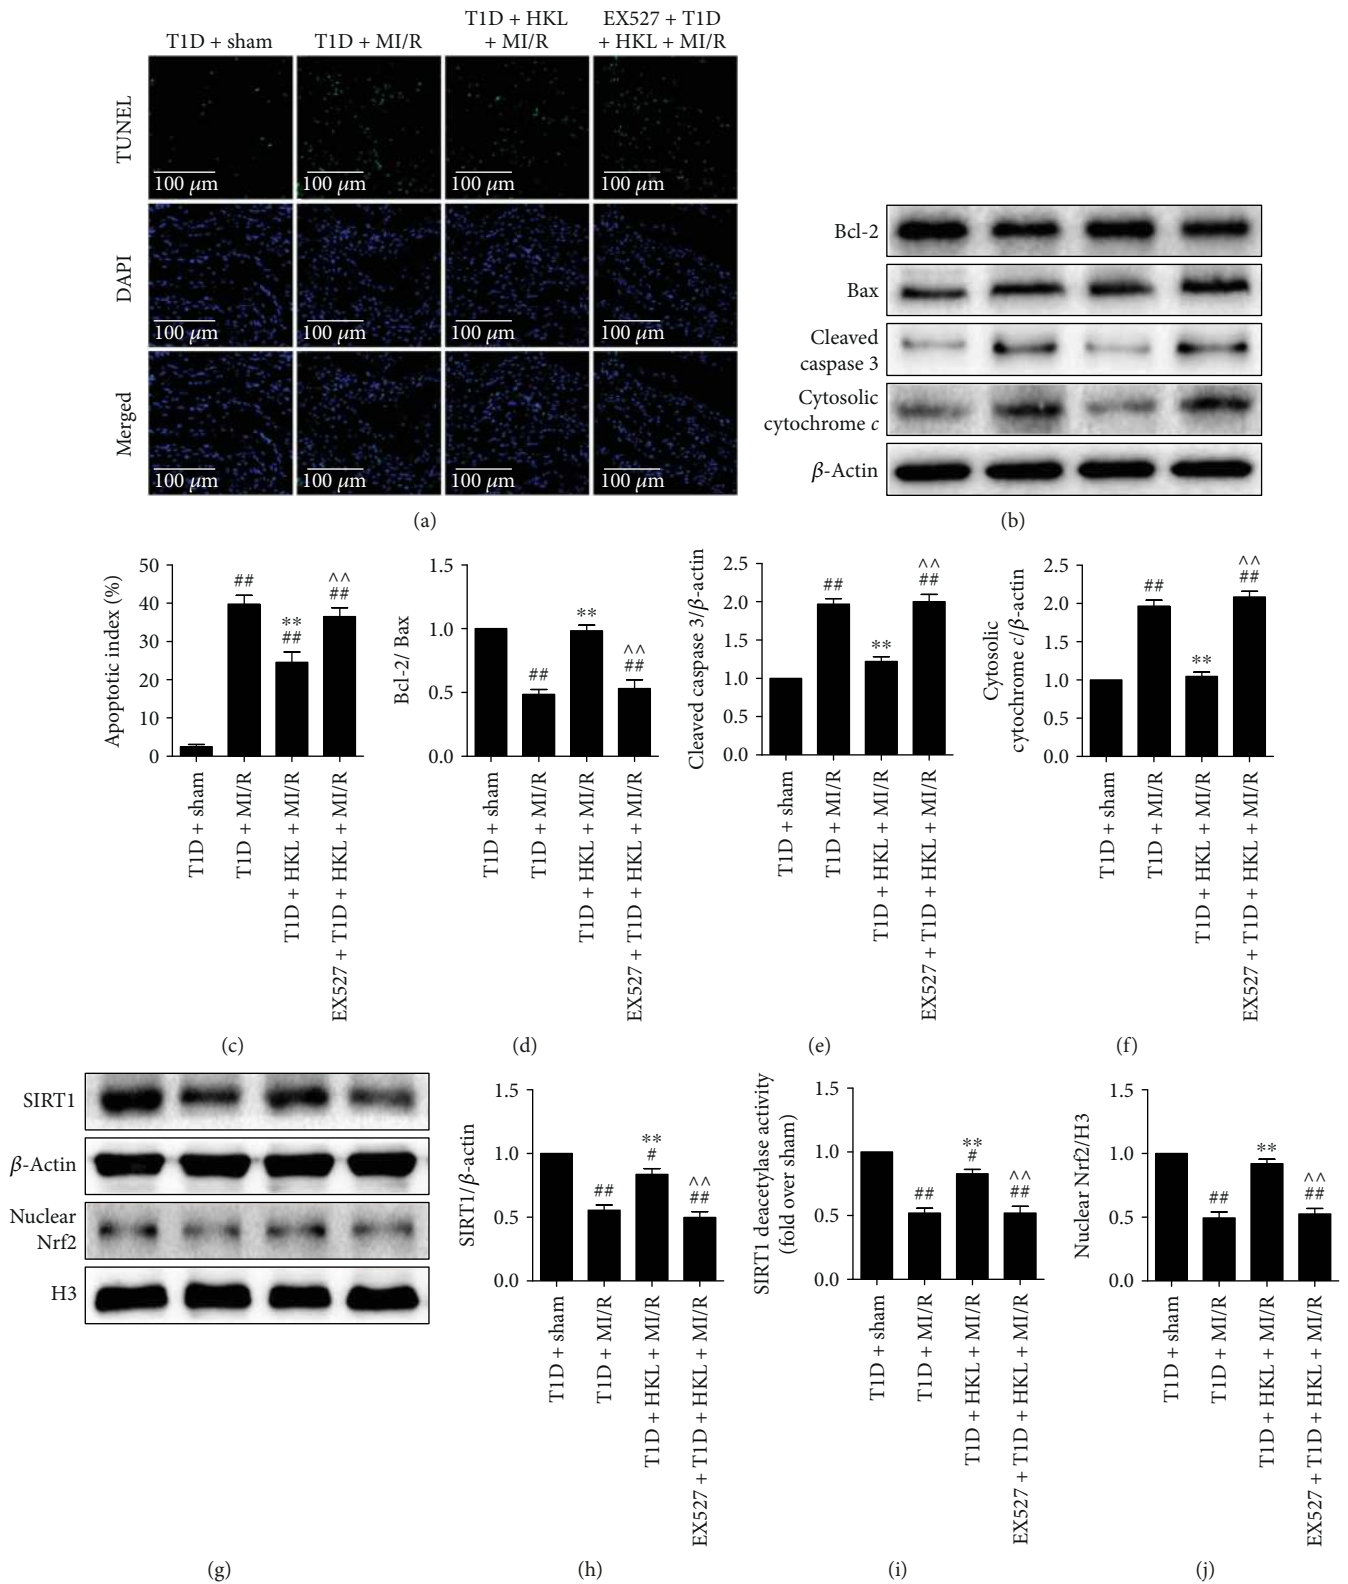 T1D + sham
T1D + MI/R
T1D + HKL
+ MI/R
EX527 + T1D
+ HKL + MI/R
TUNEL
100 μm
100 μm
100 μm
100 μm
DAPI
100 μm
100 μm
100 μm
100 μm
Merged
100 μm
100 μm
100 μm
100 μm
(a)
Bcl-2
Bax
Cleaved
caspase 3
Cytosolic
cytochrome c
β-Actin
(b)
Apoptotic index (%)
50
40
30
20
10
0
##
**
##
^^
##
T1D + sham
T1D + MI/R
T1D + HKL + MI/R
EX527 + T1D + HKL + MI/R
(c)
Bcl-2/ Bax
1.5
1.0
0.5
0.0
##
**
^^
##
T1D + sham
T1D + MI/R
T1D + HKL + MI/R
EX527 + T1D + HKL + MI/R
(d)
Cleaved caspase 3/β-actin
2.5
2.0
1.5
1.0
0.5
0.0
##
**
^^
##
T1D + sham
T1D + MI/R
T1D + HKL + MI/R
EX527 + T1D + HKL + MI/R
(e)
Cytosolic
cytochrome c/β-actin
2.5
2.0
1.5
1.0
0.5
0.0
##
**
^^
##
T1D + sham
T1D + MI/R
T1D + HKL + MI/R
EX527 + T1D + HKL + MI/R
(f)
SIRT1
β-Actin
Nuclear
Nrf2
H3
(g)
SIRT1/β-actin
1.5
1.0
0.5
0.0
##
**
#
^^
##
T1D + sham
T1D + MI/R
T1D + HKL + MI/R
EX527 + T1D + HKL + MI/R
(h)
SIRT1 deacetylase activity
(fold over sham)
1.5
1.0
0.5
0.0
##
**
#
^^
##
T1D + sham
T1D + MI/R
T1D + HKL + MI/R
EX527 + T1D + HKL + MI/R
(i)
Nuclear Nrf2/H3
1.5
1.0
0.5
0.0
##
**
^^
##
T1D + sham
T1D + MI/R
T1D + HKL + MI/R
EX527 + T1D + HKL + MI/R
(j)